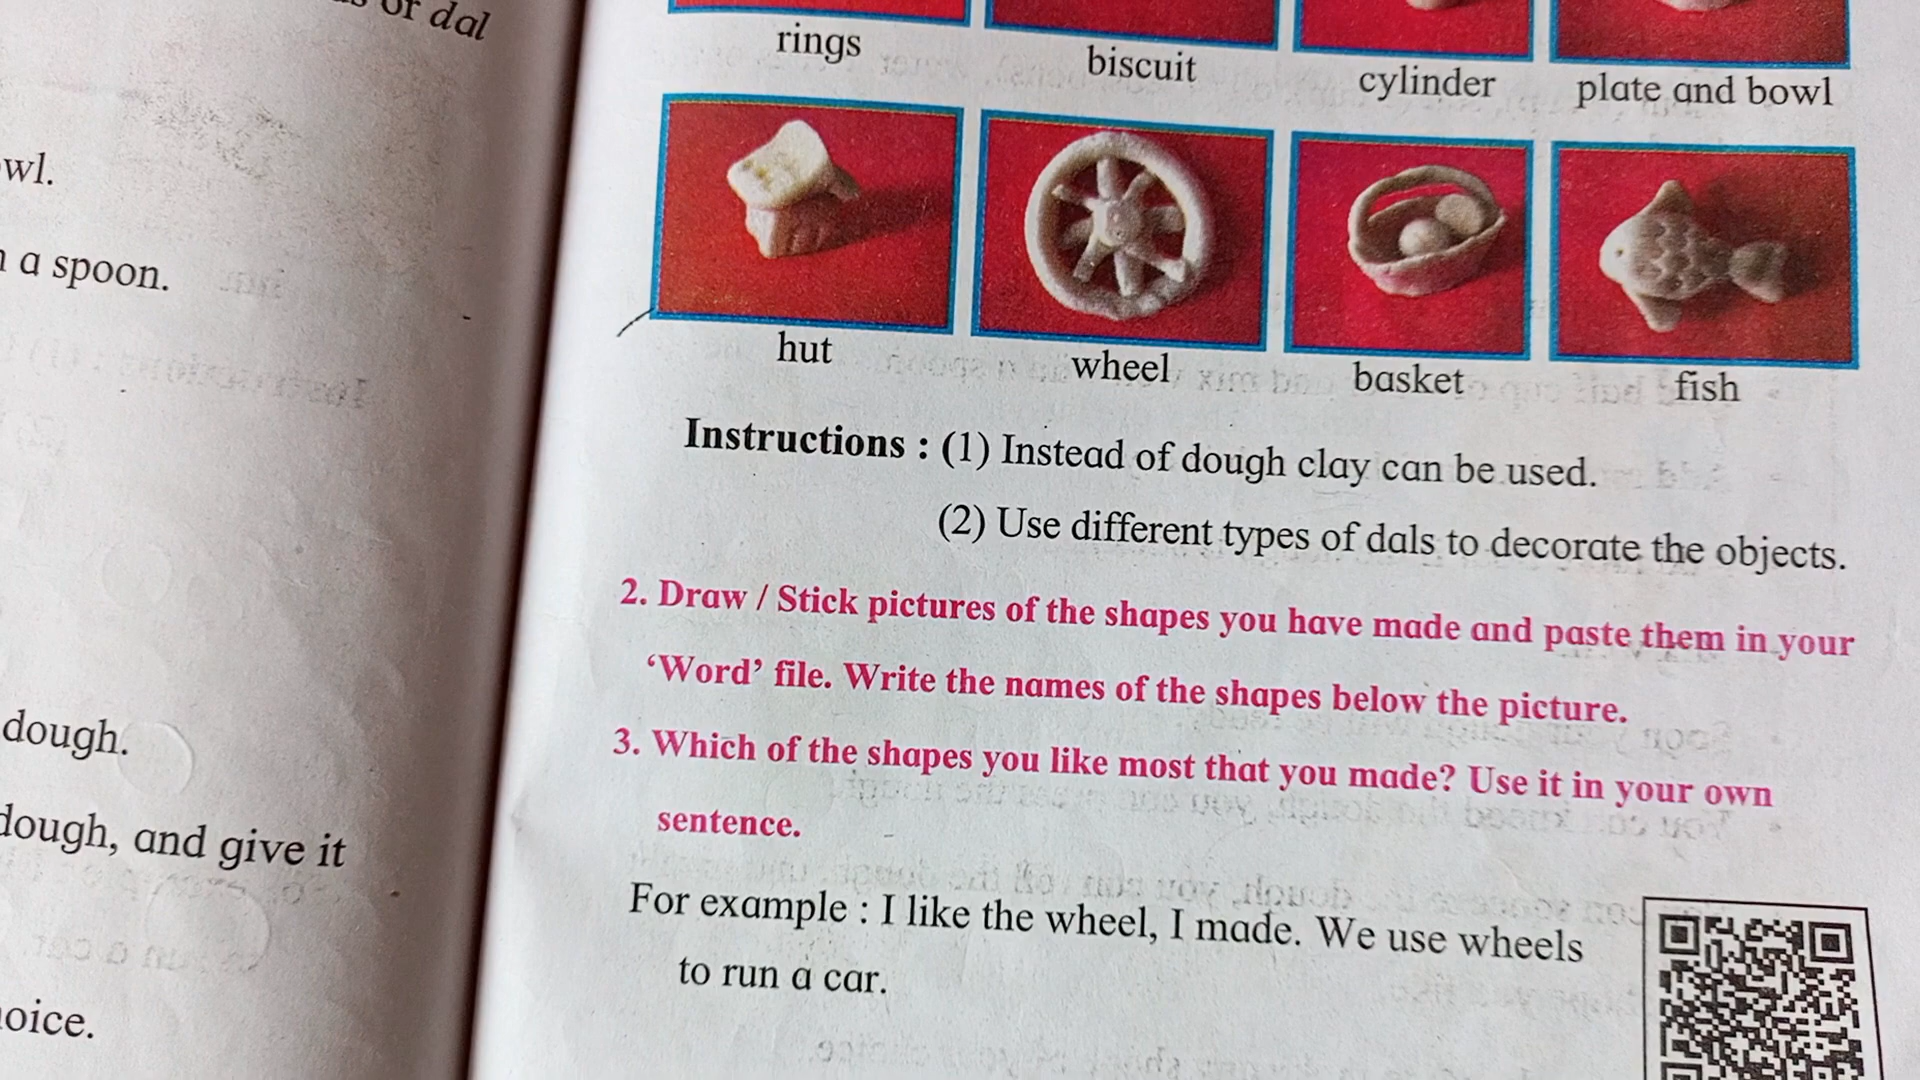 or dal
wl.
a spoon.
dough.
dough, and give it
oice.
rings
biscuit
cylinder
plate and bowl
hut
wheel
basket
fish
Instructions : (1) Instead of dough clay can be used.
(2) Use different types of dals to decorate the objects.
2. Draw / Stick pictures of the shapes you have made and paste them in your
‘Word’ file. Write the names of the shapes below the picture.
3. Which of the shapes you like most that you made? Use it in your own
sentence.
For example : I like the wheel, I made. We use wheels
to run a car.